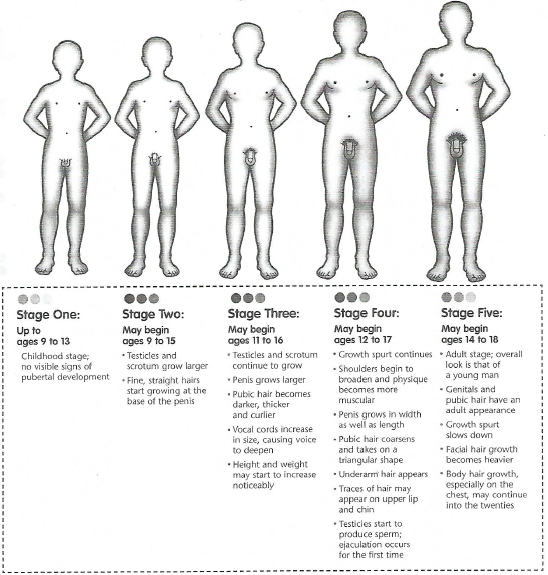 Stage One:
Up to
ages 9 to 13
Childhood stage;
no visible signs of
pubertal development
Stage Two:
May begin
ages 9 to 15
• Testicles and
scrotum grow larger
• Fine, straight hairs
start growing at the
base of the penis
Stage Three:
May begin
ages 11 to 16
• Testicles and scrotum
continue to grow
• Penis grows larger
• Pubic hair becomes
darker, thicker
and curlier
• Vocal cords increase
in size, causing voice
to deepen
• Height and weight
may start to increase
noticeably
Stage Four:
May begin
ages 12 to 17
• Growth spurt continues
• Shoulders begin to
broaden and physique
becomes more
muscular
• Penis grows in width
as well as length
• Pubic hair coarsens
and takes on a
triangular shape
• Underarm hair appears
• Traces of hair may
appear on upper lip
and chin
• Testicles start to
produce sperm;
ejaculation occurs
for the first time
Stage Five:
May begin
ages 14 to 18
• Adult stage; overall
look is that of
a young man
• Genitals and
pubic hair have an
adult appearance
• Growth spurt
slows down
• Facial hair growth
becomes heavier
• Body hair growth,
especially on the
chest, may continue
into the twenties